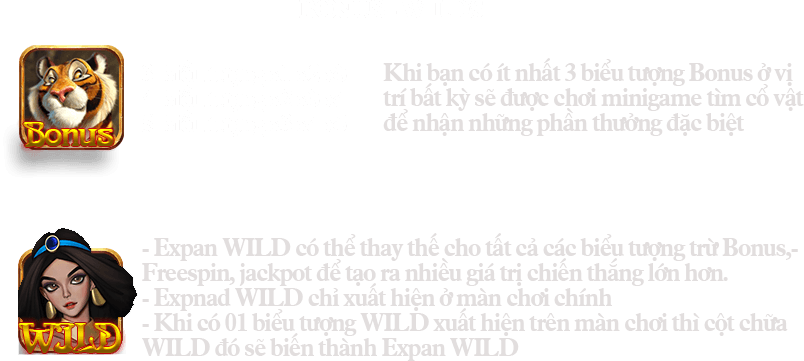 Bonus
Khi bạn có ít nhất 3 biểu tượng Bonus ở vị
trí bất kỳ sẽ được chơi minigame tìm cổ vật
để nhận những phần thưởng đặc biệt
WILD
- Expan WILD có thể thay thế cho tất cả các biểu tượng trừ Bonus,-
Freespin, jackpot để tạo ra nhiều giá trị chiến thắng lớn hơn.
- Expnad WILD chỉ xuất hiện ở màn chơi chính
- Khi có 01 biểu tượng WILD xuất hiện trên màn chơi thì cột chữa
WILD đó sẽ biến thành Expan WILD